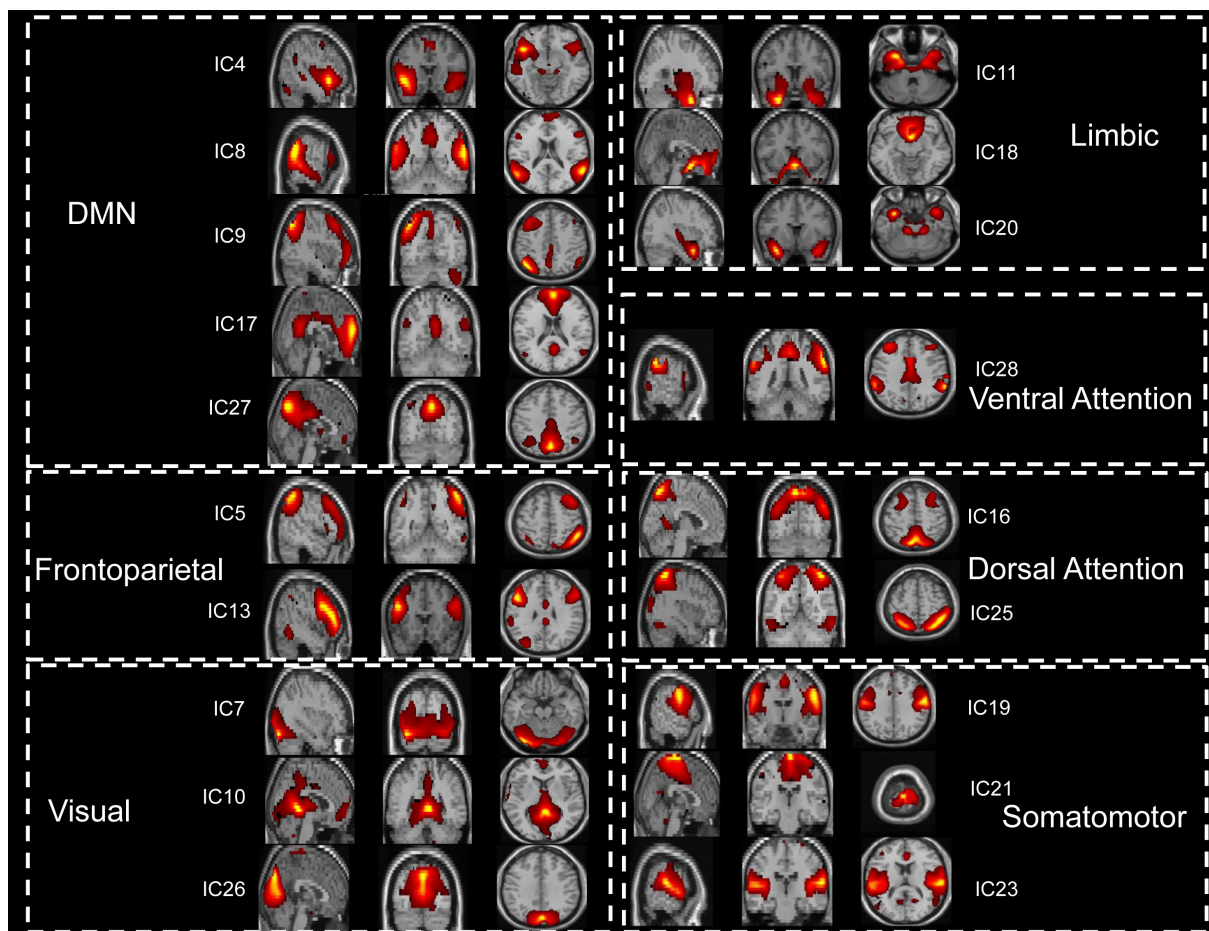 IC4
IC8
DMN
IC9
IC17
IC27
IC5
Frontoparietal
IC13
IC7
IC10
Visual
IC26
IC11
Limbic
IC18
IC20
IC28
Ventral Attention
IC16
Dorsal Attention
IC25
IC19
IC21
Somatomotor
IC23